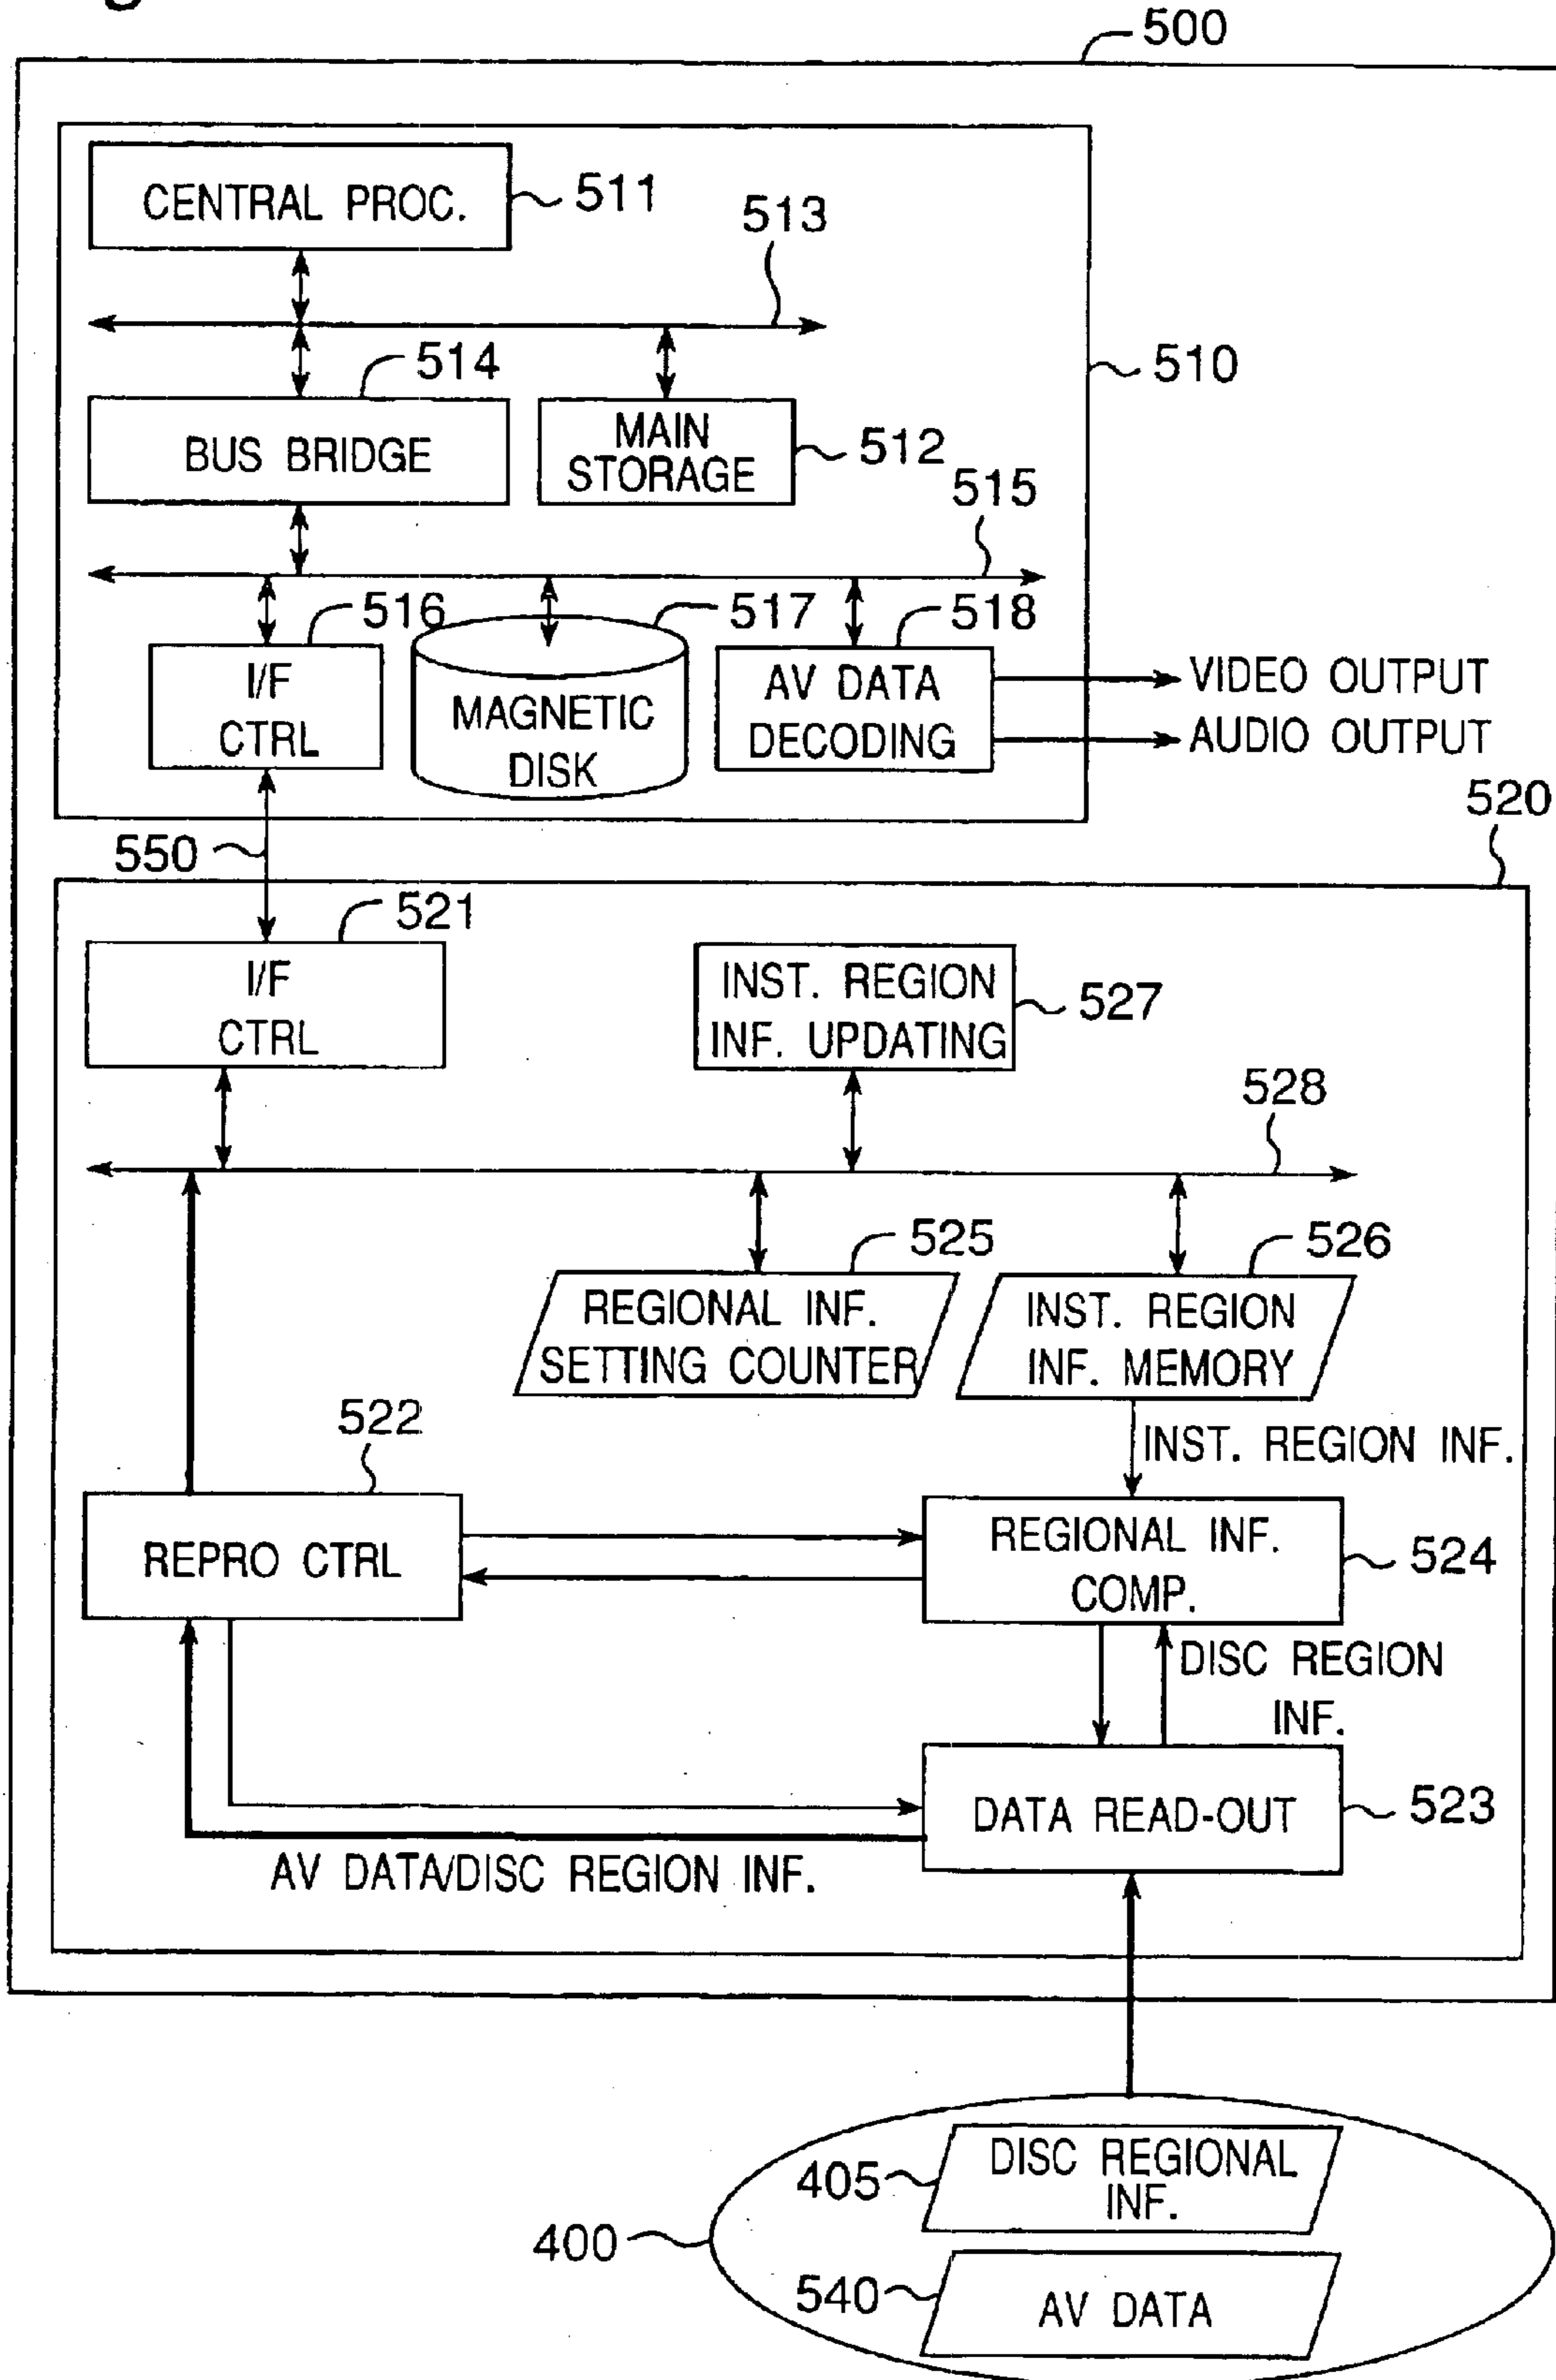 500
CENTRAL PROC.
511
513
514
510
BUS BRIDGE
MAIN
STORAGE
512
515
516
517
518
I/F
CTRL
MAGNETIC
DISK
AV DATA
DECODING
VIDEO OUTPUT
AUDIO OUTPUT
520
550
521
I/F
CTRL
INST. REGION
INF. UPDATING
527
528
525
526
REGIONAL INF.
SETTING COUNTER
INST. REGION
INF. MEMORY
522
INST. REGION INF.
REPRO CTRL
REGIONAL INF.
COMP.
524
DISC REGION
INF.
DATA READ-OUT
523
AV DATA/DISC REGION INF.
405
DISC REGIONAL
INF.
400
540
AV DATA